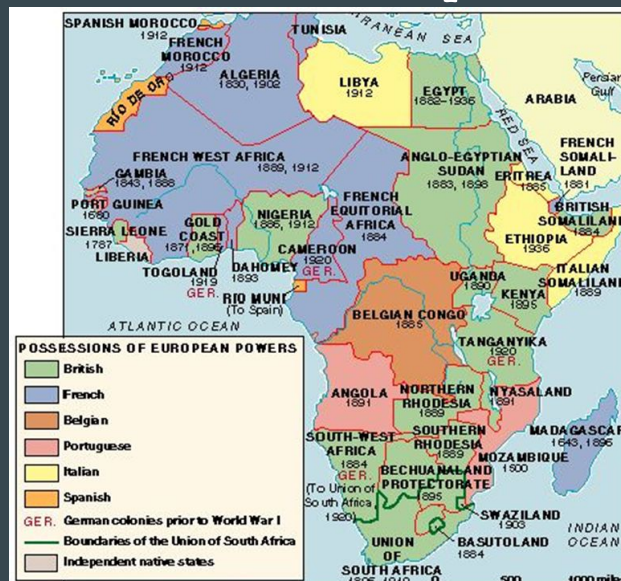 SPANISH MOROCCO
1912
FRENCH
MOROCCO
1912
TUNISIA
SEA
ALGERIA
1830, 1902
LIBYA
1912
EGYPT
1882–1936
Persian
Gulf
RIO DE ORO
ARABIA
RED SEA
FRENCH WEST AFRICA
1889, 1912
ANGLO-EGYPTIAN
SUDAN
1883, 1898
FRENCH
SOMALI-
LAND
1881
ERITREA
1885
GAMBIA
1843, 1888
PORT GUINEA
1680
SIERRA LEONE
1787
LIBERIA
GOLD
COAST
1871, 1896
NIGERIA
1886, 1912
FRENCH
EQUITORIAL
AFRICA
1884
BRITISH
SOMALILAND
1884
ETHIOPIA
1936
CAMEROON
1920
GER.
TOGOLAND
1919
GER.
DAHOMEY
1893
RIO MUNI
(To Spain)
UGANDA
1890
KENYA
1895
ITALIAN
SOMALILAND
1889
ATLANTIC OCEAN
BELGIAN CONGO
1885
TANGANYIKA
1920
GER.
POSSESSIONS OF EUROPEAN POWERS
British
French
Belgian
Portuguese
Italian
Spanish
GER. German colonies prior to World War I
Boundaries of the Union of South Africa
Independent native states
ANGOLA
1891
NORTHERN
RHODESIA
1889
NYASALAND
1891
SOUTHERN
RHODESIA
1889
MADAGASCAR
1643, 1896
MOZAMBIQUE
1500
SOUTH-WEST
AFRICA
1884
GER.
(To Union of
South Africa
1920)
BECHUANALAND
PROTECTORATE
1895
SWAZILAND
1903
BASUTOLAND
1884
INDIAN
OCEAN
UNION
OF
SOUTH AFRICA
0 500 1000 miles